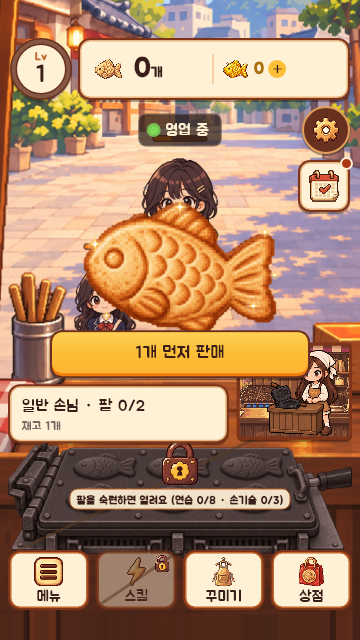 Lv
1
0개
0
영업 중
1개 먼저 판매
일반 손님 · 팥 0/2
재고 1개
팥을 숙련하면 열려요 (연습 0/8 · 손기술 0/3)
메뉴
스킬
꾸미기
상점